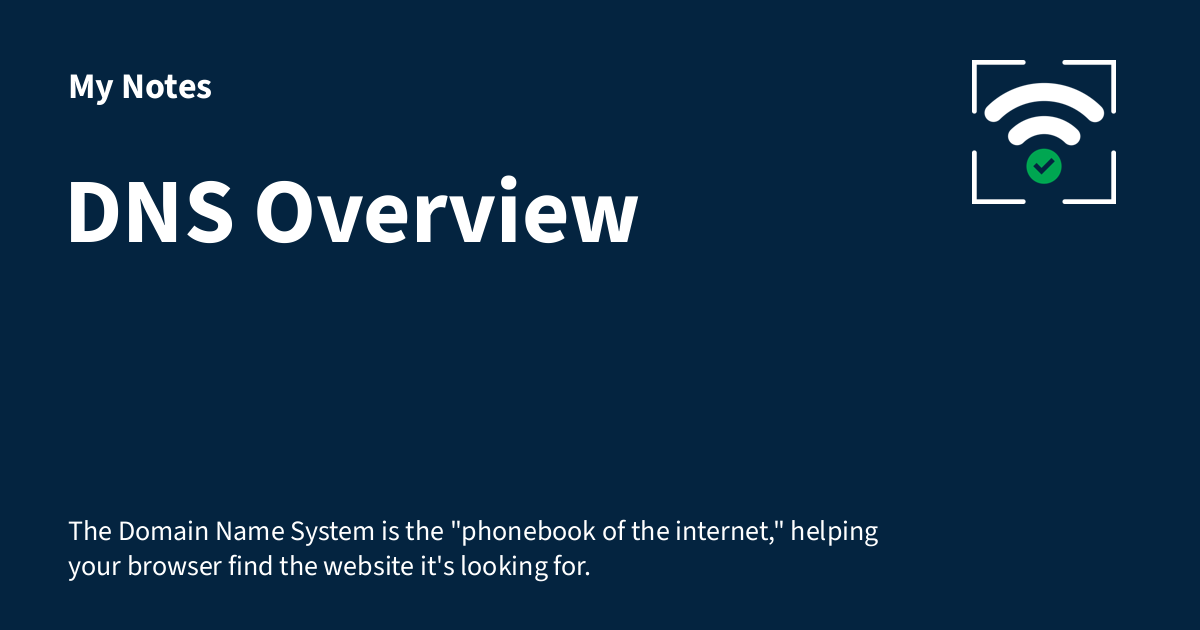 My Notes
DNS Overview
The Domain Name System is the "phonebook of the internet," helping
your browser find the website it's looking for.